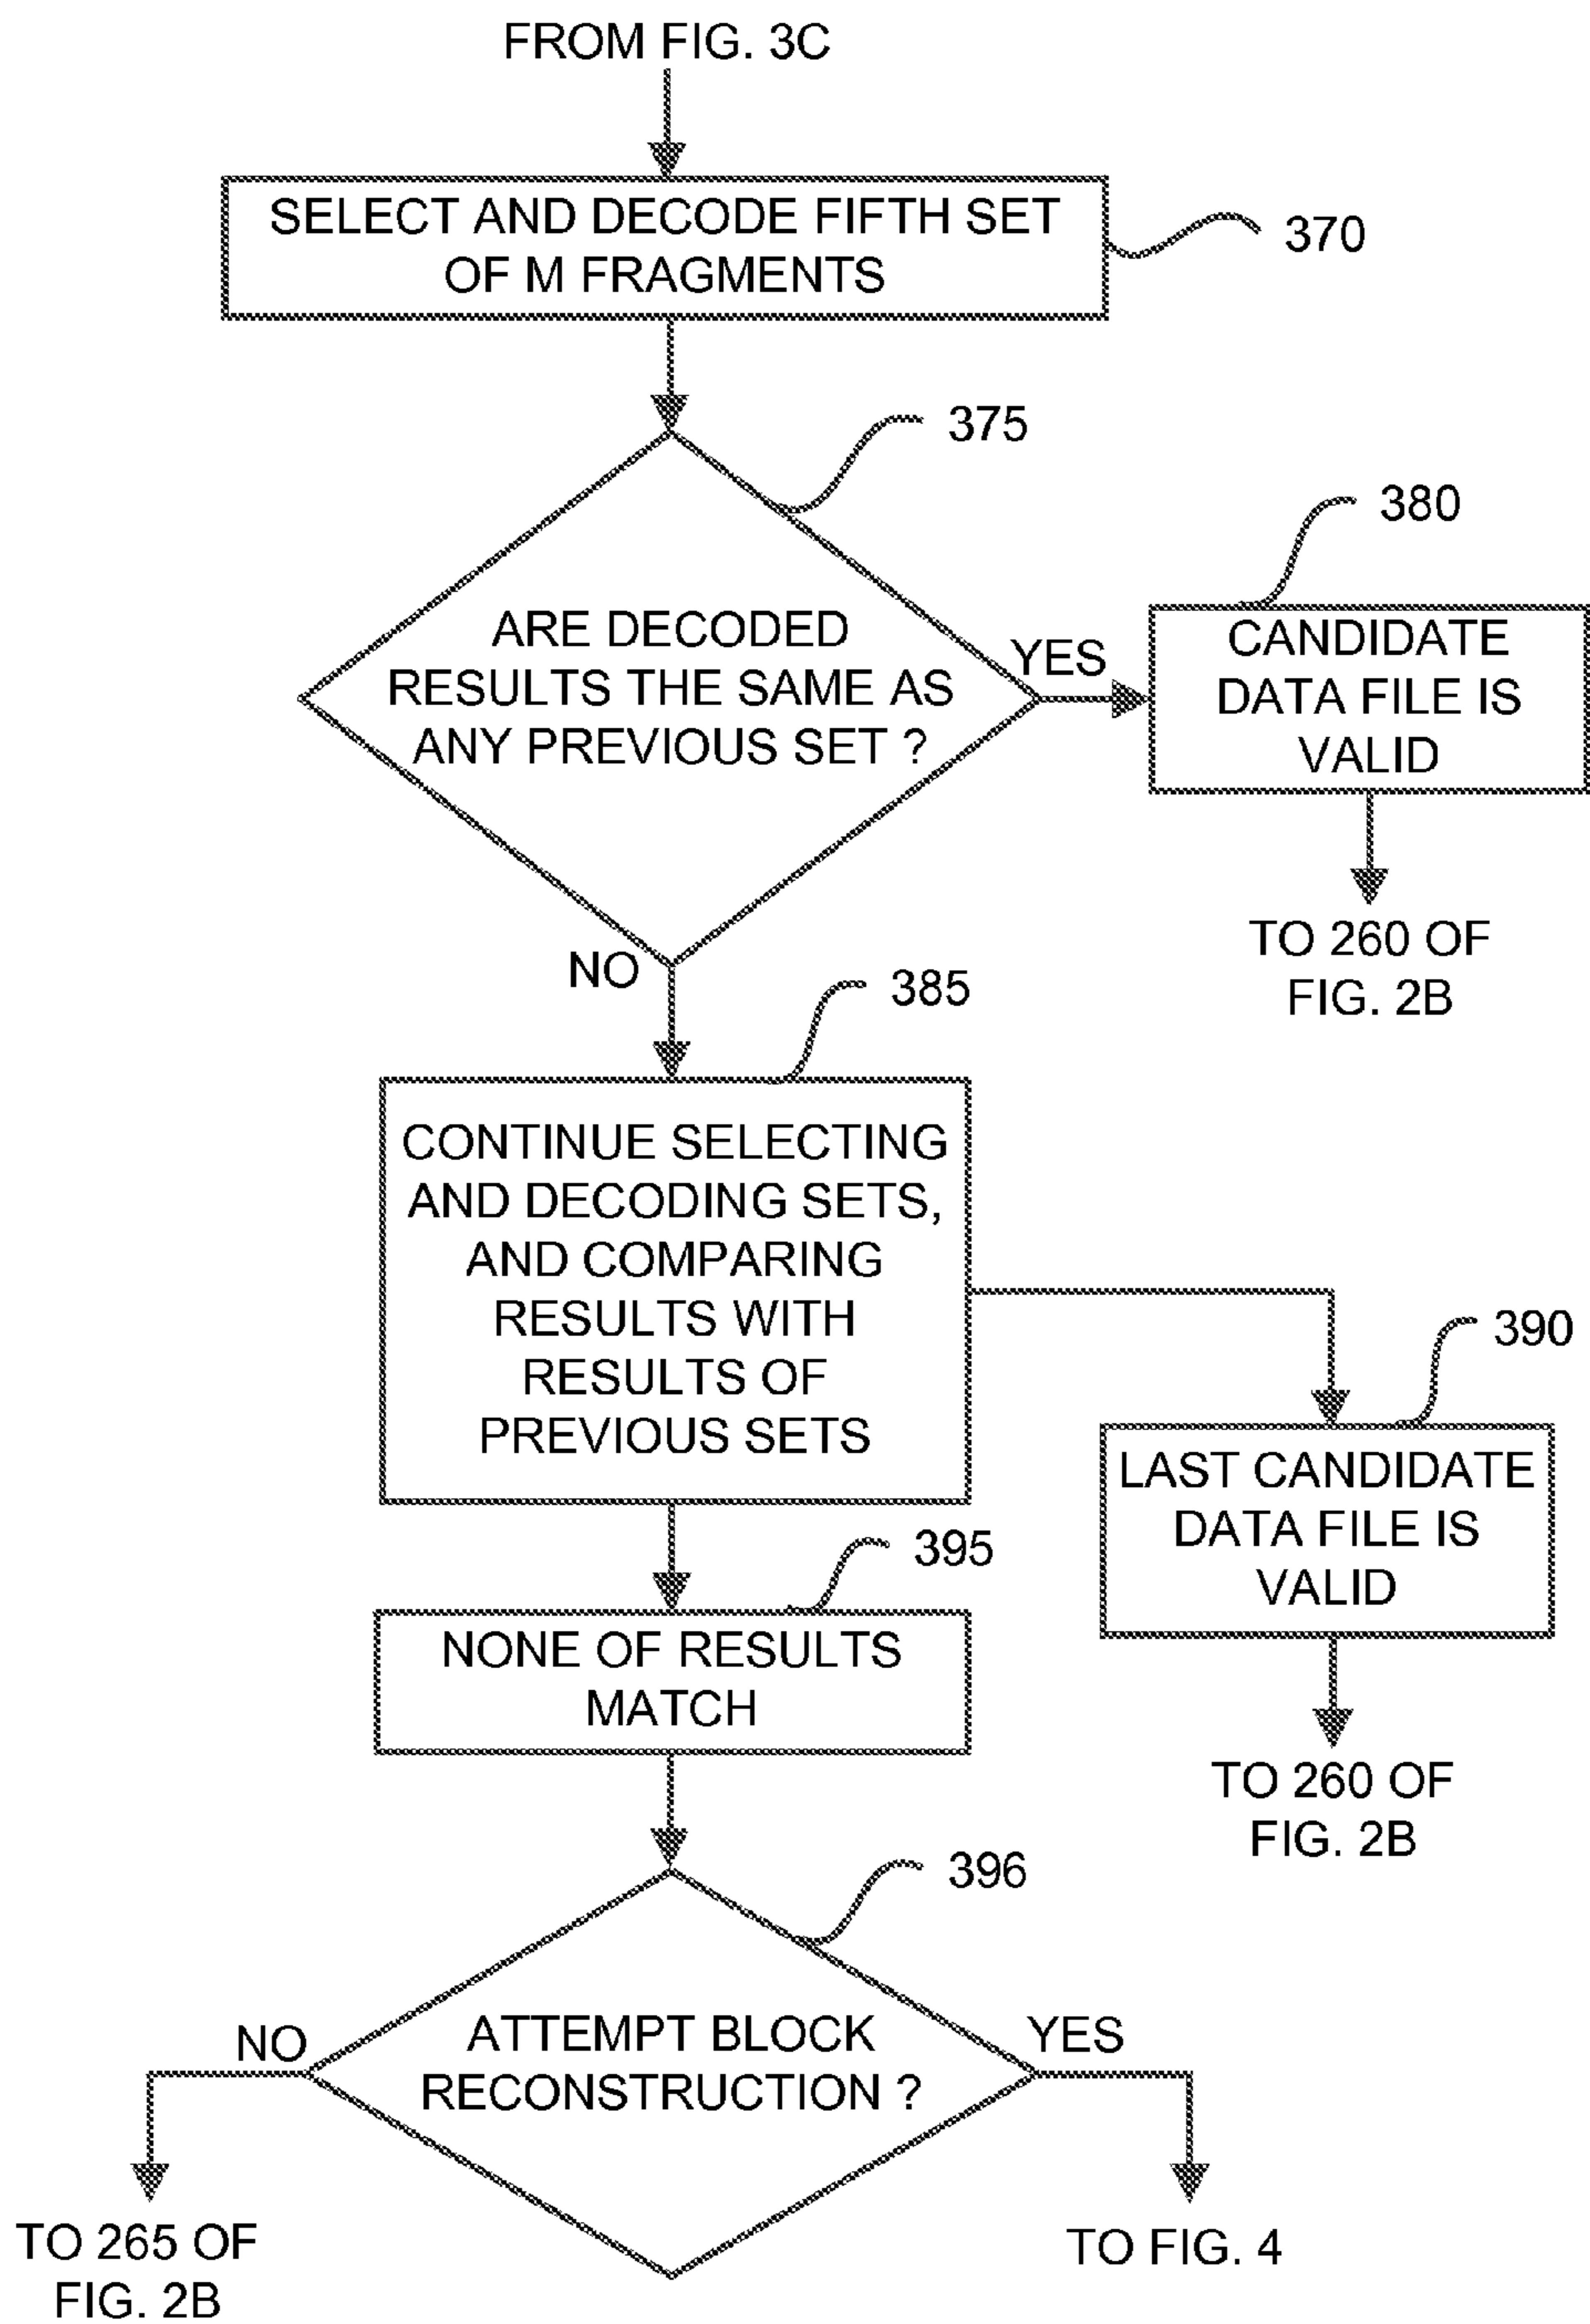 FROM FIG. 3C
SELECT AND DECODE FIFTH SET
OF M FRAGMENTS
370
375
ARE DECODED
RESULTS THE SAME AS
ANY PREVIOUS SET ?
YES
380
CANDIDATE
DATA FILE IS
VALID
TO 260 OF
FIG. 2B
NO
385
CONTINUE SELECTING
AND DECODING SETS,
AND COMPARING
RESULTS WITH
RESULTS OF
PREVIOUS SETS
390
LAST CANDIDATE
DATA FILE IS
VALID
TO 260 OF
FIG. 2B
395
NONE OF RESULTS
MATCH
396
ATTEMPT BLOCK
RECONSTRUCTION ?
NO
YES
TO 265 OF
FIG. 2B
TO FIG. 4